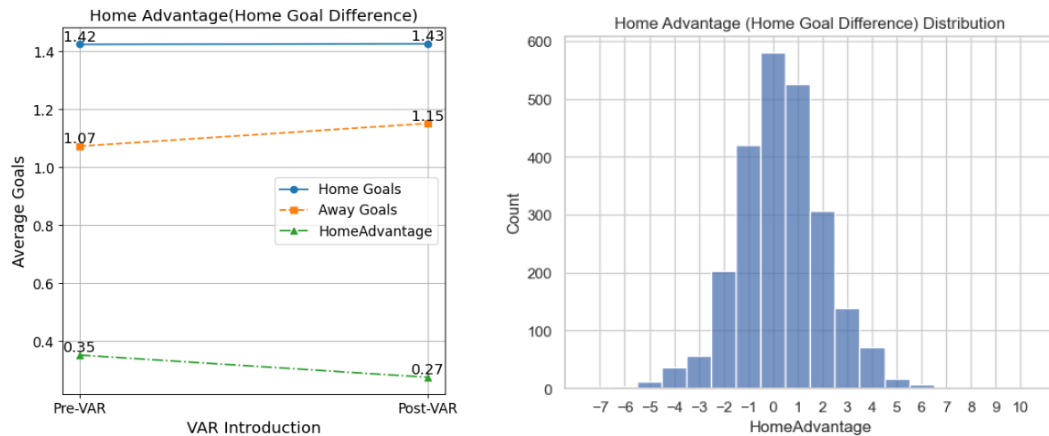 Home Advantage(Home Goal Difference)
1.42
1.43
1.4
1.2
1.15
1.07
1.0
Home Goals
Away Goals
HomeAdvantage
0.8
0.6
0.4
0.35
0.27
Average Goals
Pre-VAR
Post-VAR
VAR Introduction
Home Advantage (Home Goal Difference) Distribution
600
500
400
300
200
100
0
Count
−7 −6 −5 −4 −3 −2 −1 0 1 2 3 4 5 6 7 8 9 10
HomeAdvantage